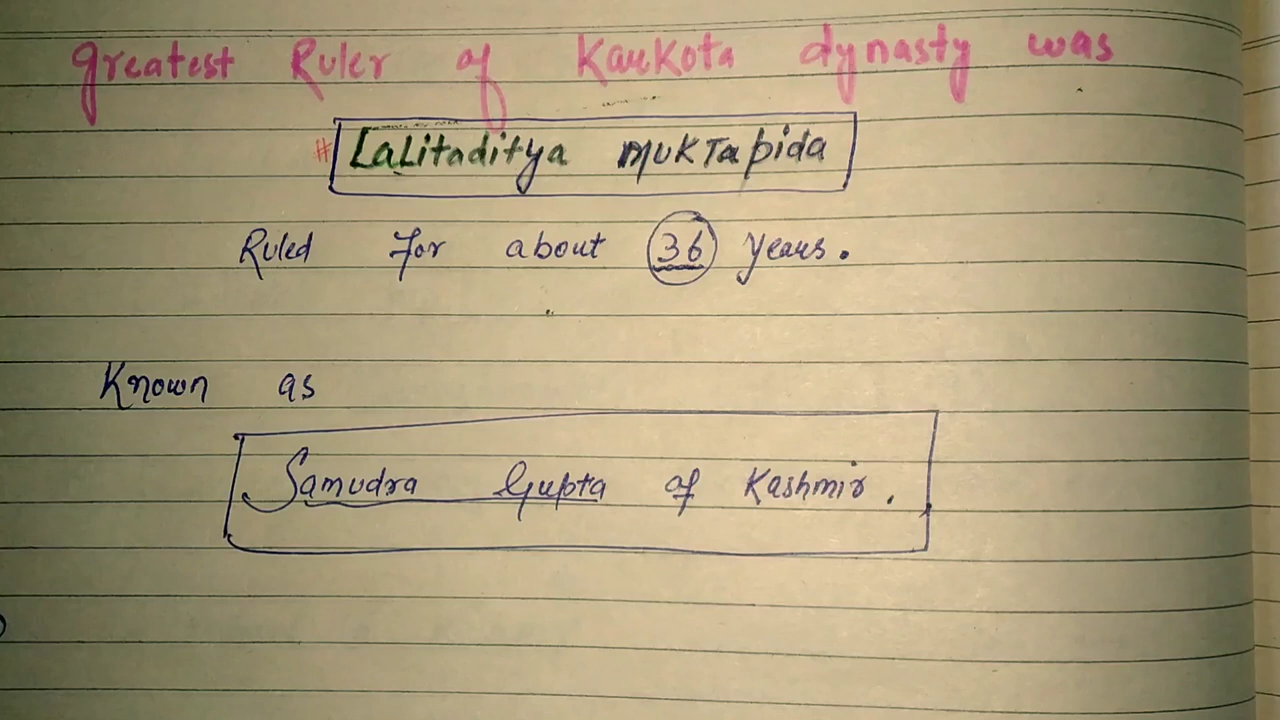 greatest Ruler of Karkota dynasty was
# Lalitaditya muktapida
Ruled for about 36 years.
Known as
Samudra Gupta of Kashmir.